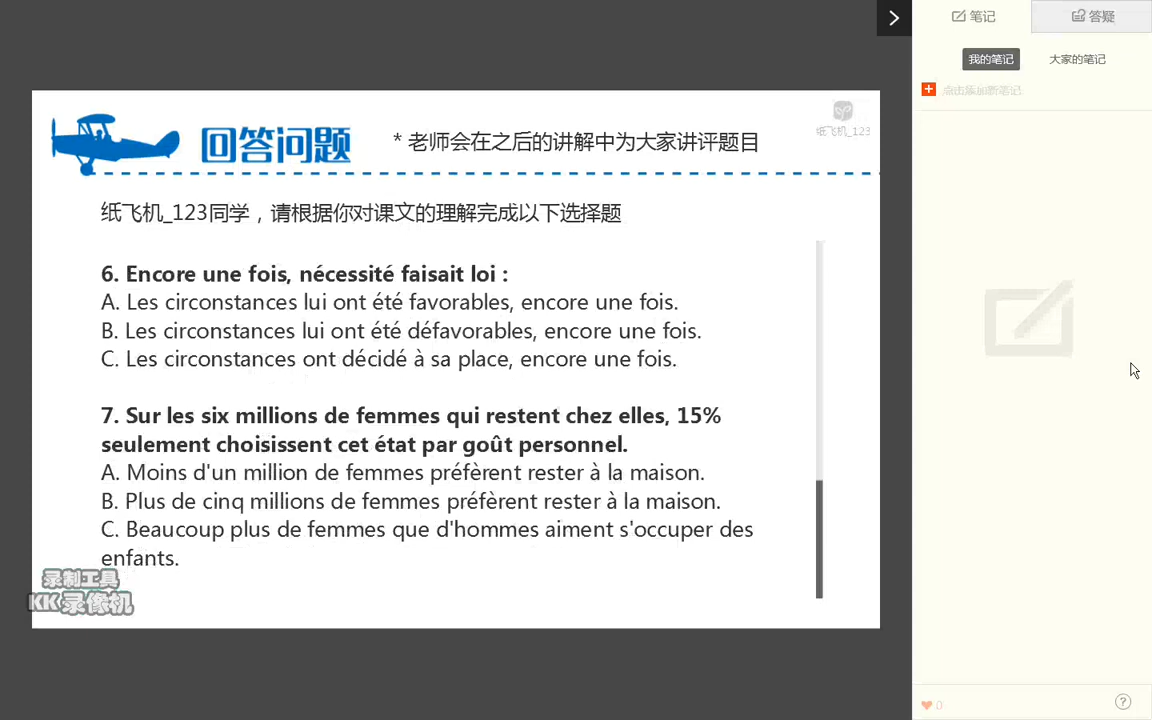 笔记
答疑
我的笔记
大家的笔记
点击添加新笔记
纸飞机_123
回答问题
* 老师会在之后的讲解中为大家讲评题目
纸飞机_123同学，请根据你对课文的理解完成以下选择题
6. Encore une fois, nécessité faisait loi :
A. Les circonstances lui ont été favorables, encore une fois.
B. Les circonstances lui ont été défavorables, encore une fois.
C. Les circonstances ont décidé à sa place, encore une fois.
7. Sur les six millions de femmes qui restent chez elles, 15%
seulement choisissent cet état par goût personnel.
A. Moins d'un million de femmes préfèrent rester à la maison.
B. Plus de cinq millions de femmes préfèrent rester à la maison.
C. Beaucoup plus de femmes que d'hommes aiment s'occuper des
enfants.
录制工具
KK录像机
0
?